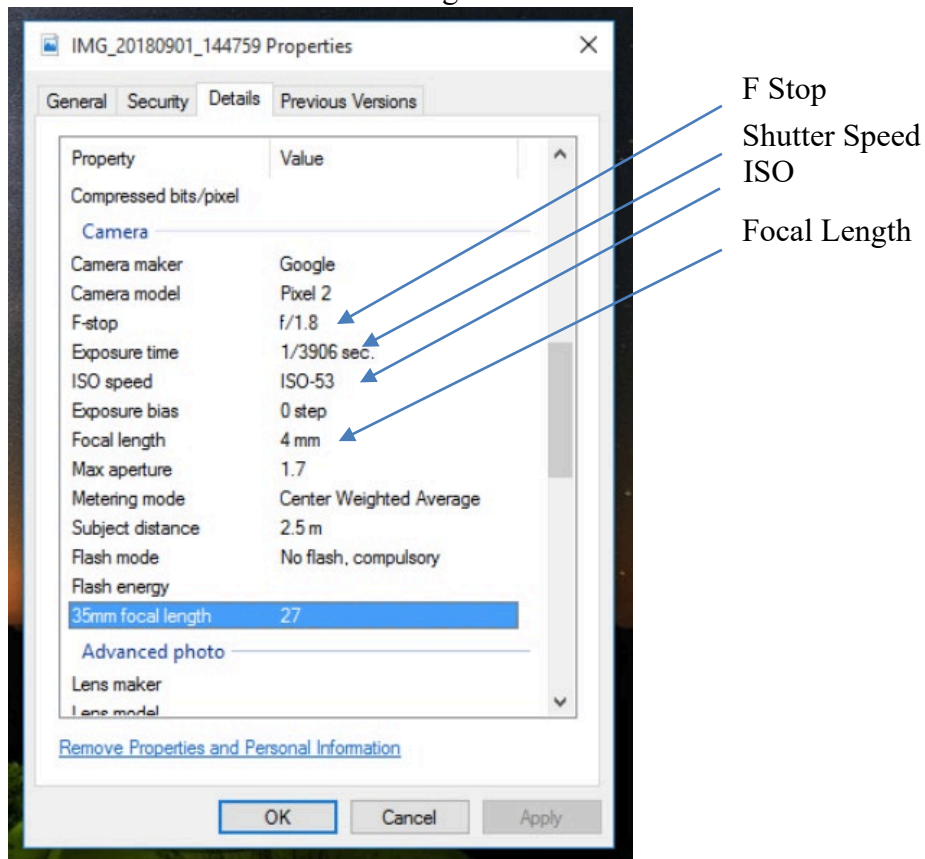 IMG_20180901_144759 Properties
General Security Details Previous Versions
Property Value
Compressed bits/pixel
Camera
Camera maker Google
Camera model Pixel 2
F-stop f/1.8
Exposure time 1/3906 sec.
ISO speed ISO-53
Exposure bias 0 step
Focal length 4 mm
Max aperture 1.7
Metering mode Center Weighted Average
Subject distance 2.5 m
Flash mode No flash, compulsory
Flash energy
35mm focal length 27
Advanced photo
Lens maker
Lens model
Remove Properties and Personal Information
OK Cancel Apply
F Stop
Shutter Speed
ISO
Focal Length